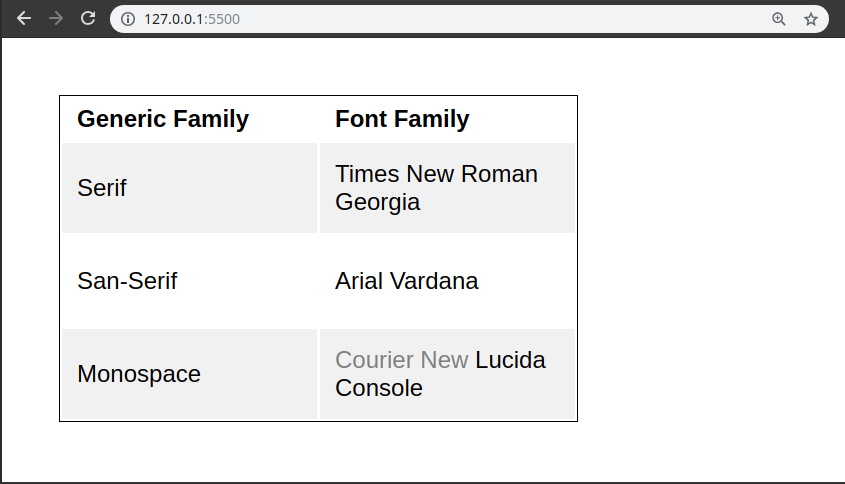 127.0.0.1:5500
Generic Family Font Family
Serif
Times New Roman
Georgia
San-Serif Arial Vardana
Monospace
Courier New Lucida
Console